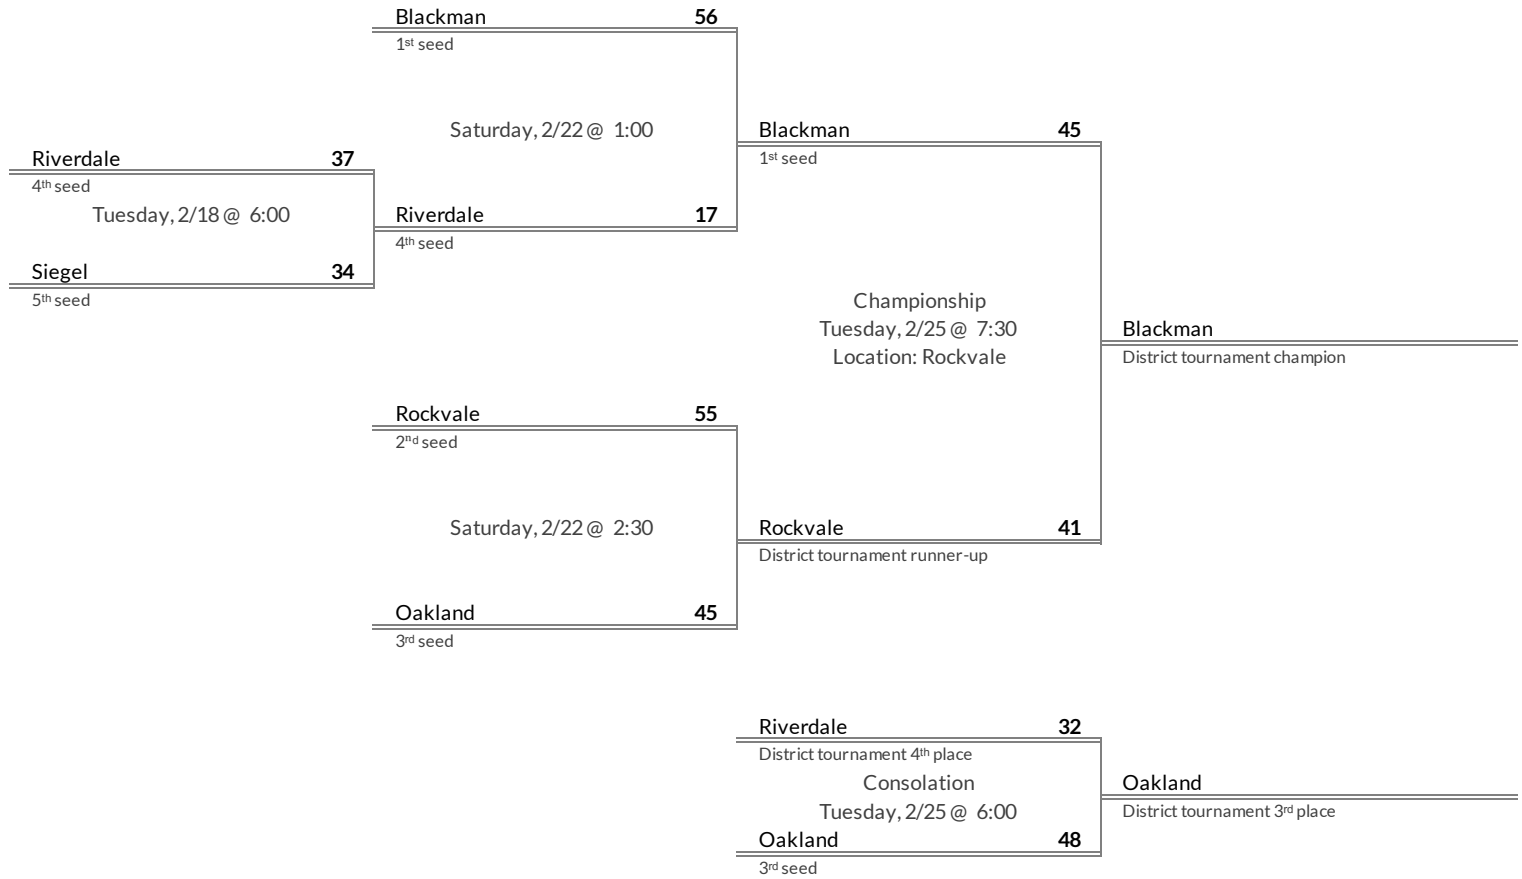 Blackman 56
1st seed
Saturday, 2/22 @ 1:00
Riverdale 37
4th seed
Tuesday, 2/18 @ 6:00
Siegel 34
5th seed
Riverdale 17
4th seed
Blackman 45
1st seed
Championship
Tuesday, 2/25 @ 7:30
Location: Rockvale
Blackman
District tournament champion
Rockvale 55
2nd seed
Saturday, 2/22 @ 2:30
Oakland 45
3rd seed
Rockvale 41
District tournament runner-up
Riverdale 32
District tournament 4th place
Consolation
Tuesday, 2/25 @ 6:00
Oakland 48
3rd seed
Oakland
District tournament 3rd place